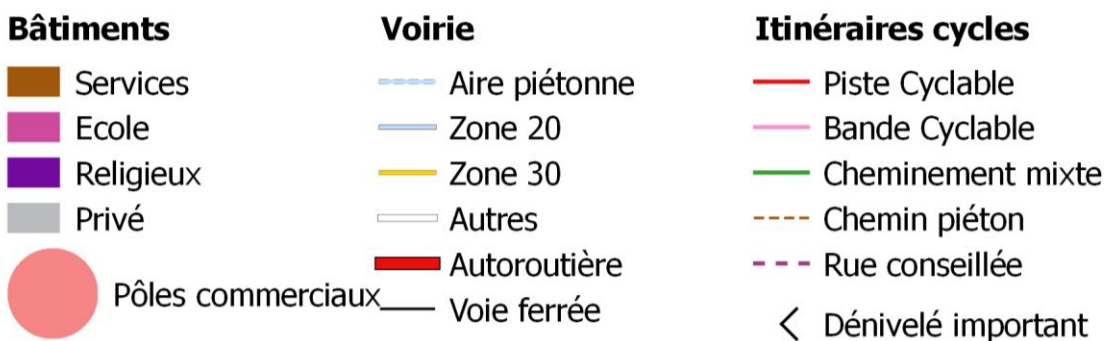 Bâtiments
Services
Ecole
Religieux
Privé
Pôles commerciaux
Voirie
Aire piétonne
Zone 20
Zone 30
Autres
Autoroutière
Voie ferrée
Itinéraires cycles
Piste Cyclable
Bande Cyclable
Cheminement mixte
Chemin piéton
Rue conseillée
Dénivelé important